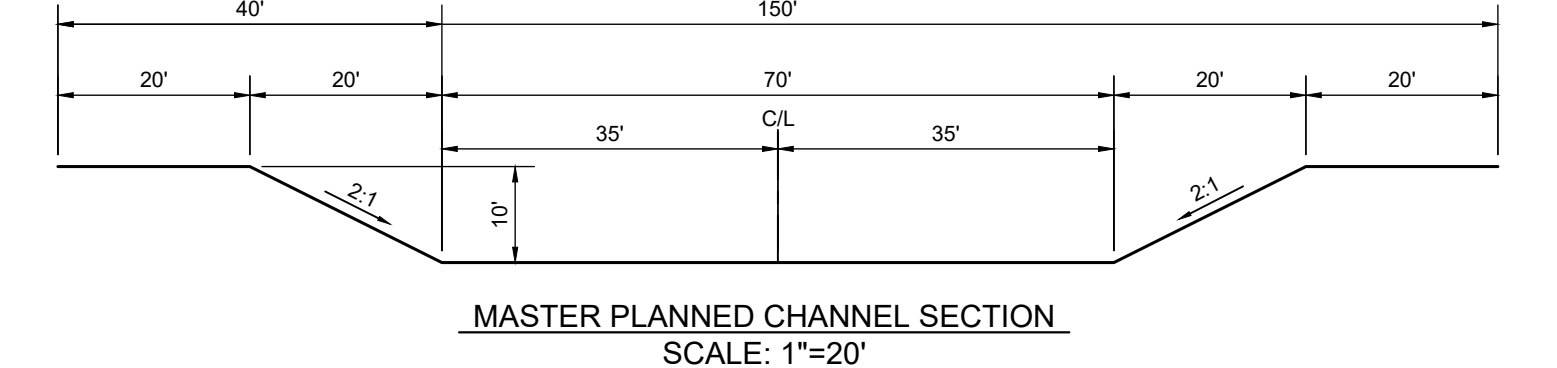 40' 150'
20' 20' 70' 20' 20'
C/L
35' 35'
2:1 2:1
10'
MASTER PLANNED CHANNEL SECTION
SCALE: 1"=20'